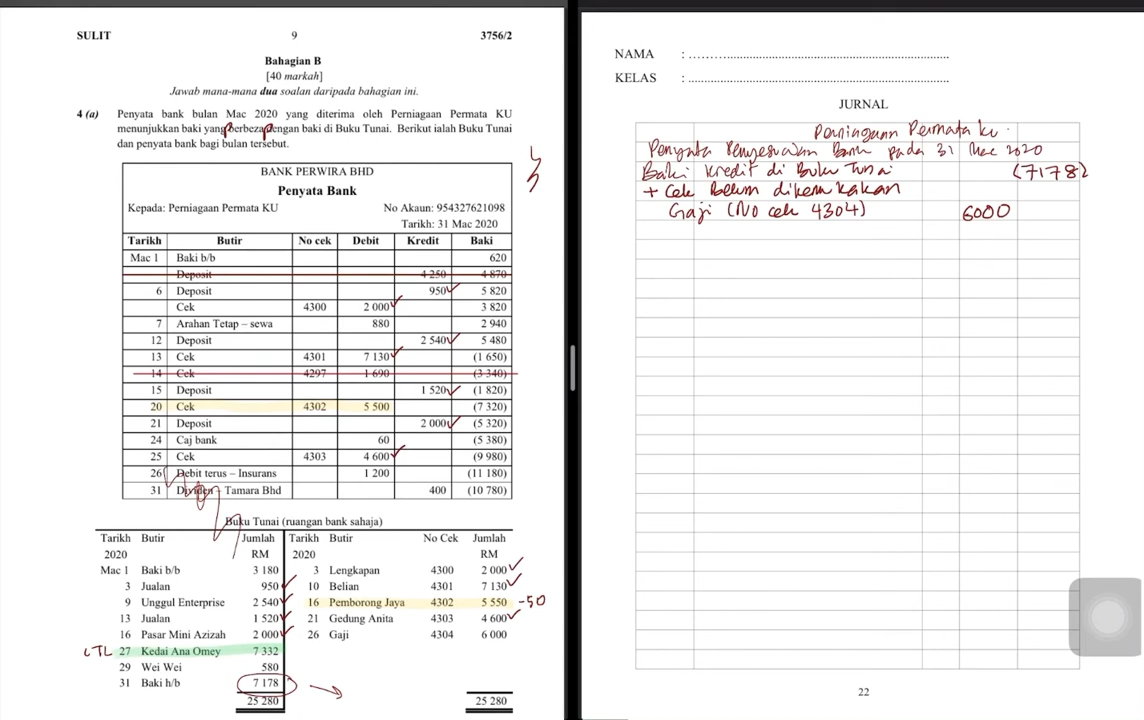 SULIT 9 3756/2
Bahagian B
[40 markah]
Jawab mana-mana dua soalan daripada bahagian ini.
4 (a) Penyata bank bulan Mac 2020 yang diterima oleh Perniagaan Permata KU
menunjukkan baki yang berbeza dengan baki di Buku Tunai. Berikut ialah Buku Tunai
dan penyata bank bagi bulan tersebut.
BANK PERWIRA BHD
Penyata Bank
Kepada: Perniagaan Permata KU No Akaun: 954327621098
Tarikh: 31 Mac 2020
Tarikh Butir No cek Debit Kredit Baki
Mac 1 Baki b/b 620
Deposit 4 250 4 870
6 Deposit 950 5 820
Cek 4300 2 000 3 820
7 Arahan Tetap – sewa 880 2 940
12 Deposit 2 540 5 480
13 Cek 4301 7 130 (1 650)
14 Cek 4297 1 690 (3 340)
15 Deposit 1 520 (1 820)
20 Cek 4302 5 500 (7 320)
21 Deposit 2 000 (5 320)
24 Caj bank 60 (5 380)
25 Cek 4303 4 600 (9 980)
26 Debit terus – Insurans 1 200 (11 180)
31 Dividen – Tamara Bhd 400 (10 780)
Buku Tunai (ruangan bank sahaja)
Tarikh Butir Jumlah Tarikh Butir No Cek Jumlah
2020 RM 2020 RM
Mac 1 Baki b/b 3 180 3 Lengkapan 4300 2 000
3 Jualan 950 10 Belian 4301 7 130
9 Unggul Enterprise 2 540 16 Pemborong Jaya 4302 5 550 -50
13 Jualan 1 520 21 Gedung Anita 4303 4 600
16 Pasar Mini Azizah 2 000 26 Gaji 4304 6 000
CTL 27 Kedai Ana Omey 7 332
29 Wei Wei 580
31 Baki h/b 7 178
25 280 25 280
NAMA :
KELAS :
JURNAL
Perniagaan Permata Ku
Penyata Penyesuaian Bank pada 31 Mac 2020
Baki Kredit di Buku Tunai (7178)
+ Cek Belum dikemukakan
Gaji (No cek 4304) 6000
22